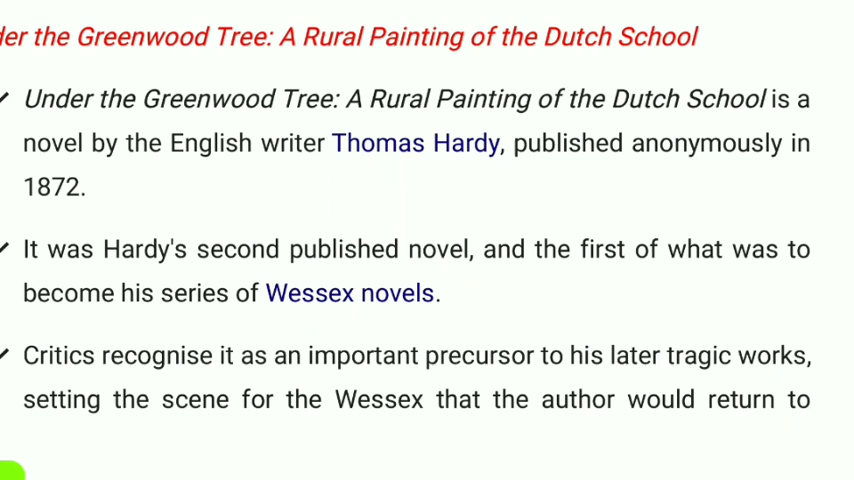 der the Greenwood Tree: A Rural Painting of the Dutch School
Under the Greenwood Tree: A Rural Painting of the Dutch School is a
novel by the English writer Thomas Hardy, published anonymously in
1872.
It was Hardy's second published novel, and the first of what was to
become his series of Wessex novels.
Critics recognise it as an important precursor to his later tragic works,
setting the scene for the Wessex that the author would return to